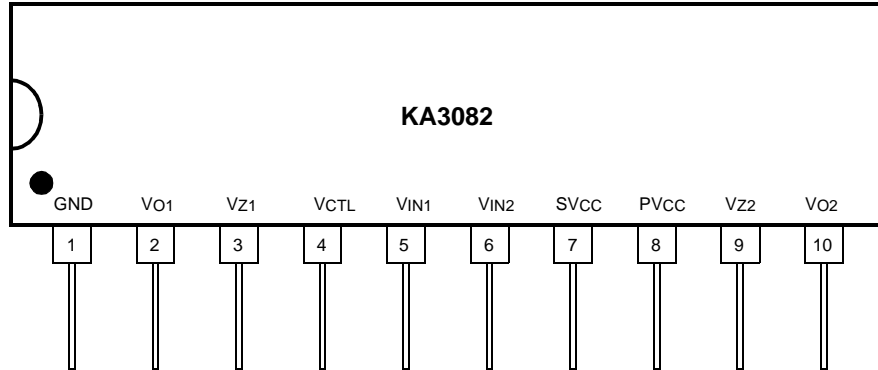 KA3082
GND VO1 VZ1 VCTL VIN1 VIN2 SVCC PVCC VZ2 VO2
1 2 3 4 5 6 7 8 9 10